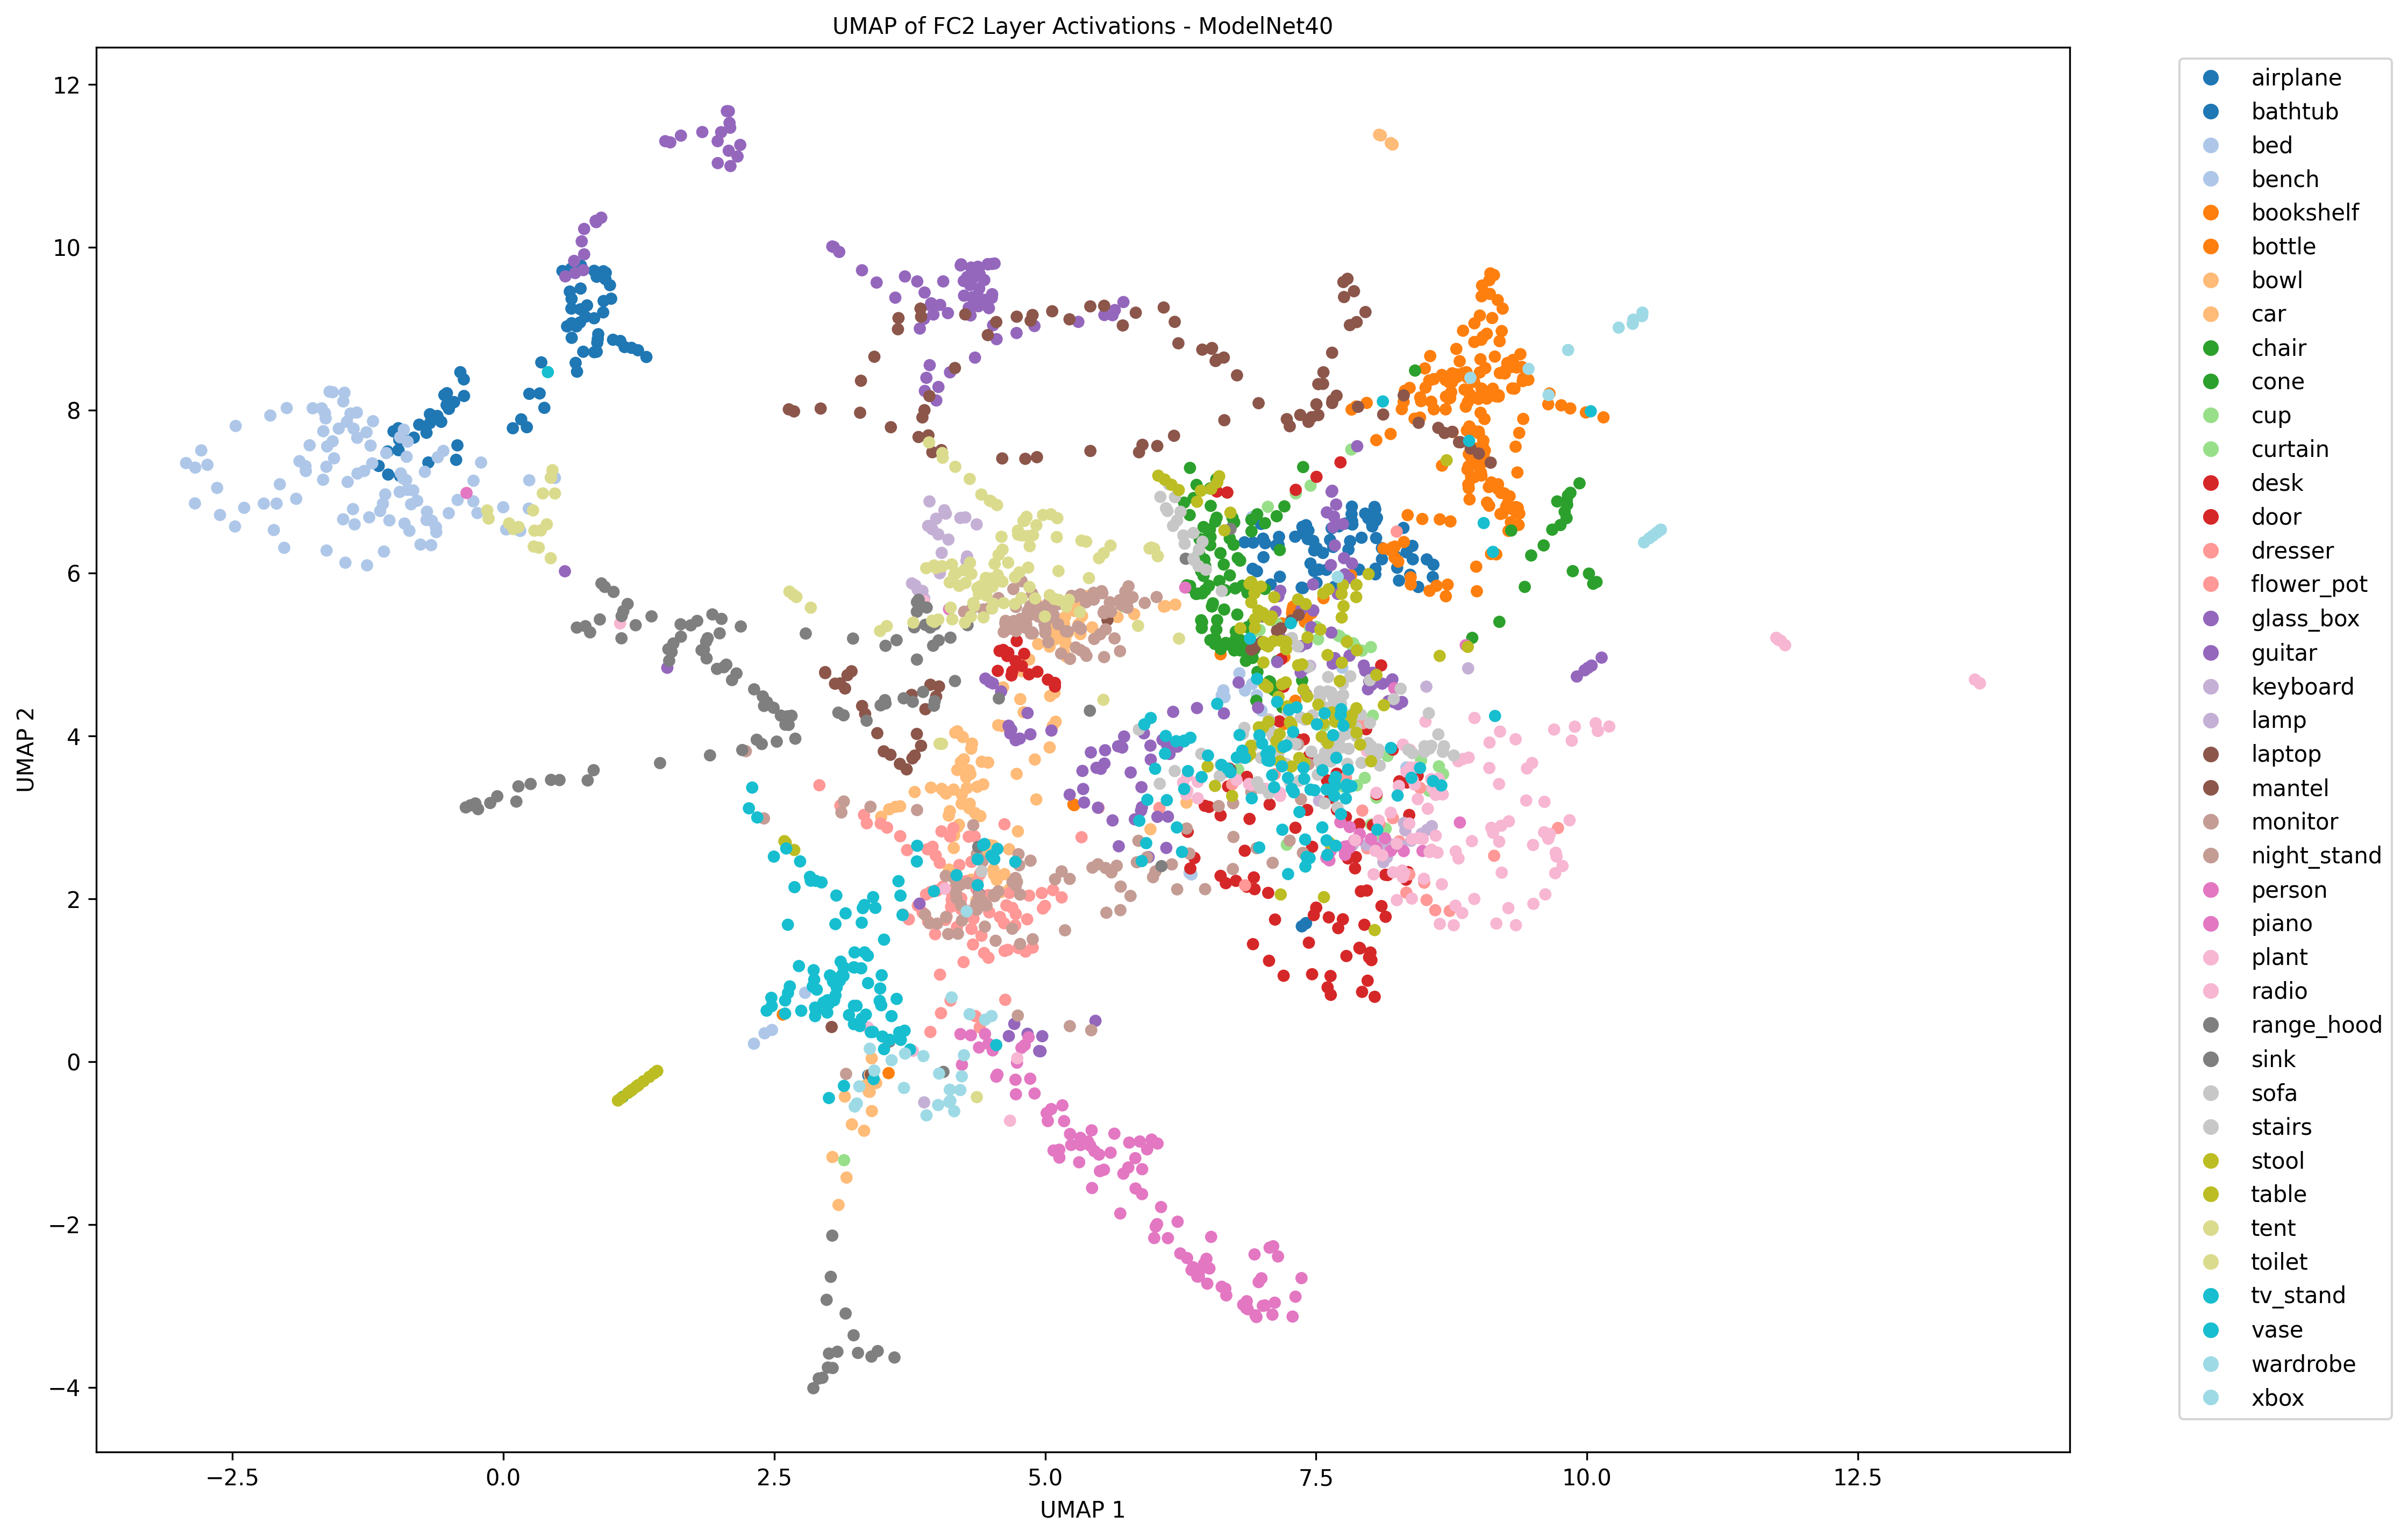 UMAP of FC2 Layer Activations - ModelNet40
12
10
8
6
4
2
0
−2
−4
UMAP 2
−2.5
0.0
2.5
5.0
7.5
10.0
12.5
UMAP 1
airplane
bathtub
bed
bench
bookshelf
bottle
bowl
car
chair
cone
cup
curtain
desk
door
dresser
flower_pot
glass_box
guitar
keyboard
lamp
laptop
mantel
monitor
night_stand
person
piano
plant
radio
range_hood
sink
sofa
stairs
stool
table
tent
toilet
tv_stand
vase
wardrobe
xbox